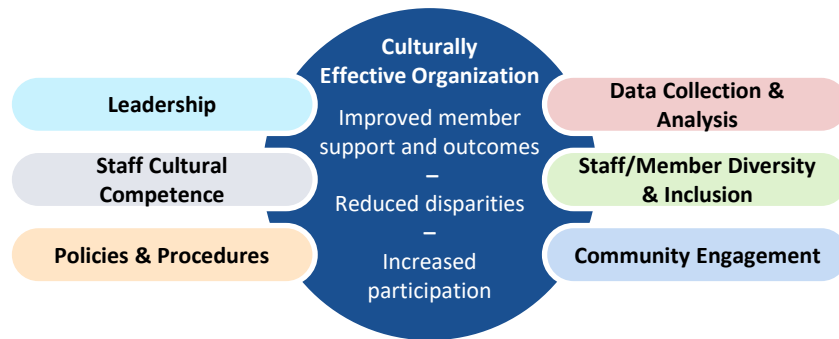 Culturally
Effective Organization
Improved member
support and outcomes
–
Reduced disparities
–
Increased
participation
Leadership
Staff Cultural
Competence
Policies & Procedures
Data Collection &
Analysis
Staff/Member Diversity
& Inclusion
Community Engagement